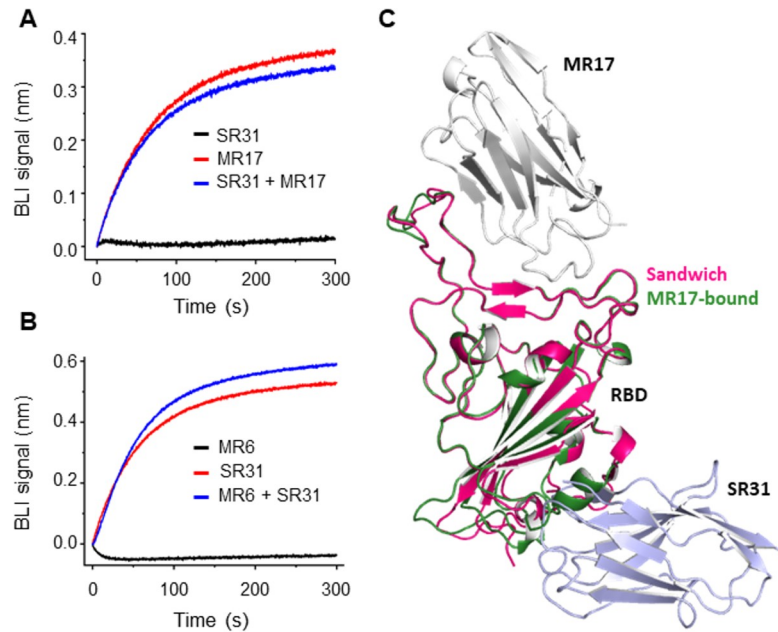 A
BLI signal (nm)
0.4
0.3
0.2
0.1
0.0
SR31
MR17
SR31 + MR17
0
100
200
300
Time (s)
B
BLI signal (nm)
0.6
0.4
0.2
0.0
MR6
SR31
MR6 + SR31
0
100
200
300
Time (s)
C
MR17
Sandwich
MR17-bound
RBD
SR31